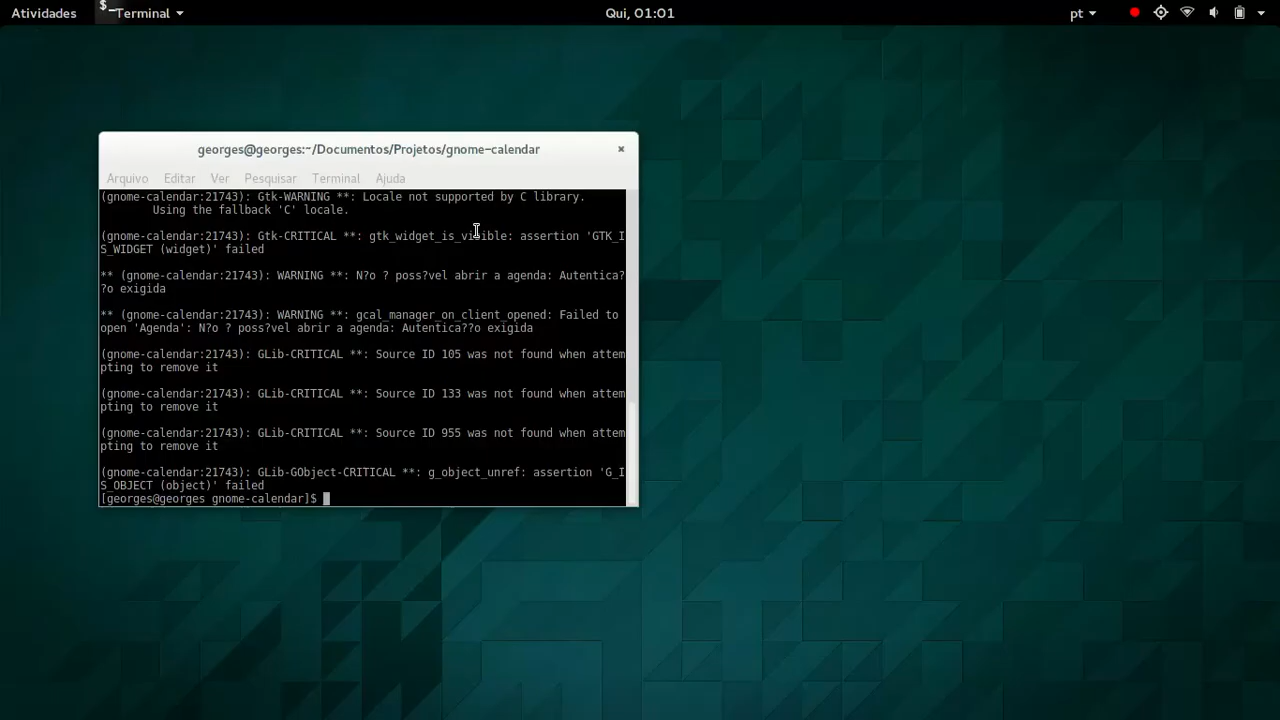 Atividades Terminal Qui, 01:01 pt
georges@georges:~/Documentos/Projetos/gnome-calendar
Arquivo Editar Ver Pesquisar Terminal Ajuda
(gnome-calendar:21743): Gtk-WARNING **: Locale not supported by C library.
Using the fallback 'C' locale.
(gnome-calendar:21743): Gtk-CRITICAL **: gtk_widget_is_visible: assertion 'GTK_I
S_WIDGET (widget)' failed
** (gnome-calendar:21743): WARNING **: N?o ? poss?vel abrir a agenda: Autentica?
?o exigida
** (gnome-calendar:21743): WARNING **: gcal_manager_on_client_opened: Failed to
open 'Agenda': N?o ? poss?vel abrir a agenda: Autentica??o exigida
(gnome-calendar:21743): GLib-CRITICAL **: Source ID 105 was not found when attem
pting to remove it
(gnome-calendar:21743): GLib-CRITICAL **: Source ID 133 was not found when attem
pting to remove it
(gnome-calendar:21743): GLib-CRITICAL **: Source ID 955 was not found when attem
pting to remove it
(gnome-calendar:21743): GLib-GObject-CRITICAL **: g_object_unref: assertion 'G_I
S_OBJECT (object)' failed
[georges@georges gnome-calendar]$